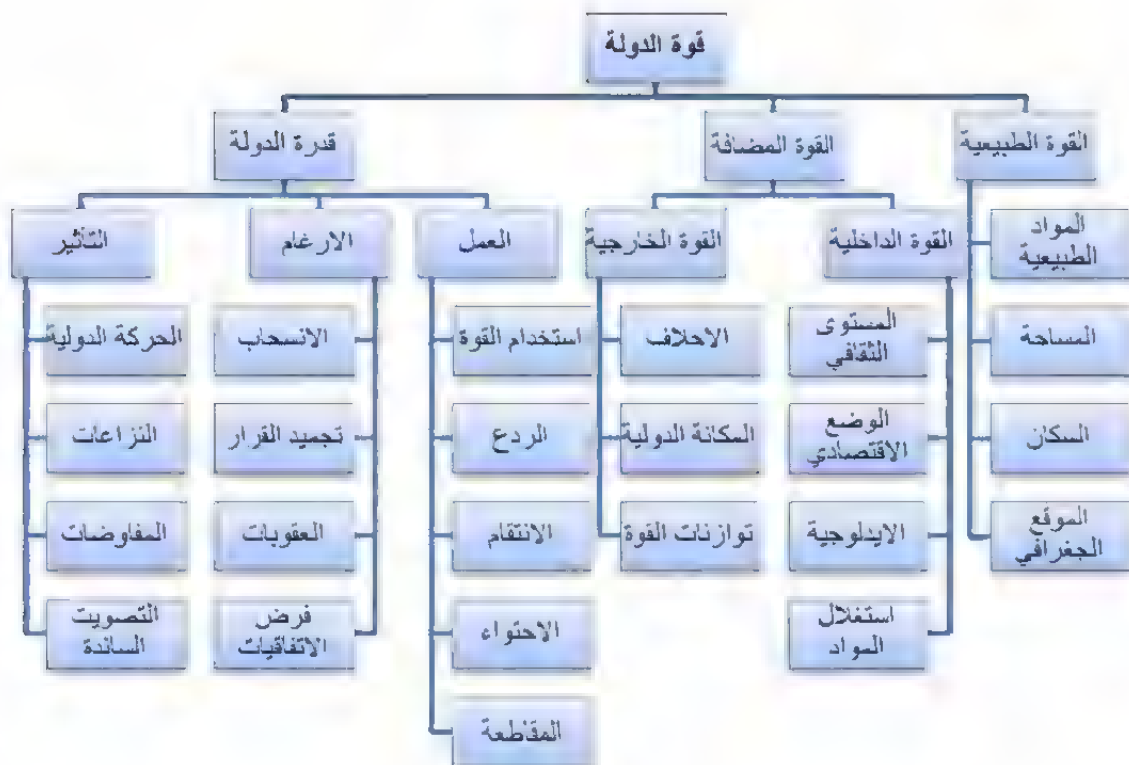 قوة الدولة
القوة الطبيعية
القوة المضافة
قدرة الدولة
المواد
الطبيعية
المساحة
السكان
الموقع
الجغرافي
القوة الداخلية
المستوى
الثقافي
الوضع
الاقتصادي
الايدلوجية
استغلال
المواد
القوة الخارجية
الاحلاف
المكانة الدولية
توازنات القوة
العمل
استخدام القوة
الردع
الانتقام
الاحتواء
المقاطعة
الارغام
الانسحاب
تجميد القرار
العقوبات
فرض
الاتفاقيات
التأثير
الحركة الدولية
النزاعات
المفاوضات
التصويت
الساندة